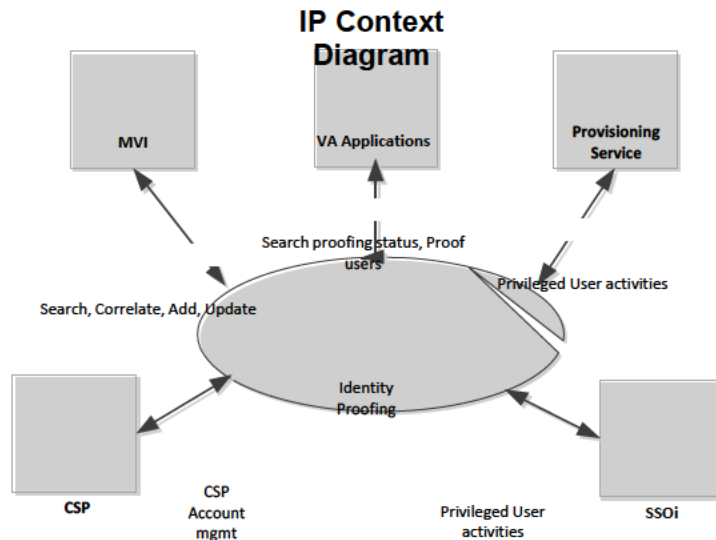 IP Context
Diagram
MVI
VA Applications
Provisioning
Service
Search proofing status, Proof
users
Privileged User activities
Search, Correlate, Add, Update
Identity
Proofing
CSP
CSP
Account
mgmt
Privileged User
activities
SSOi